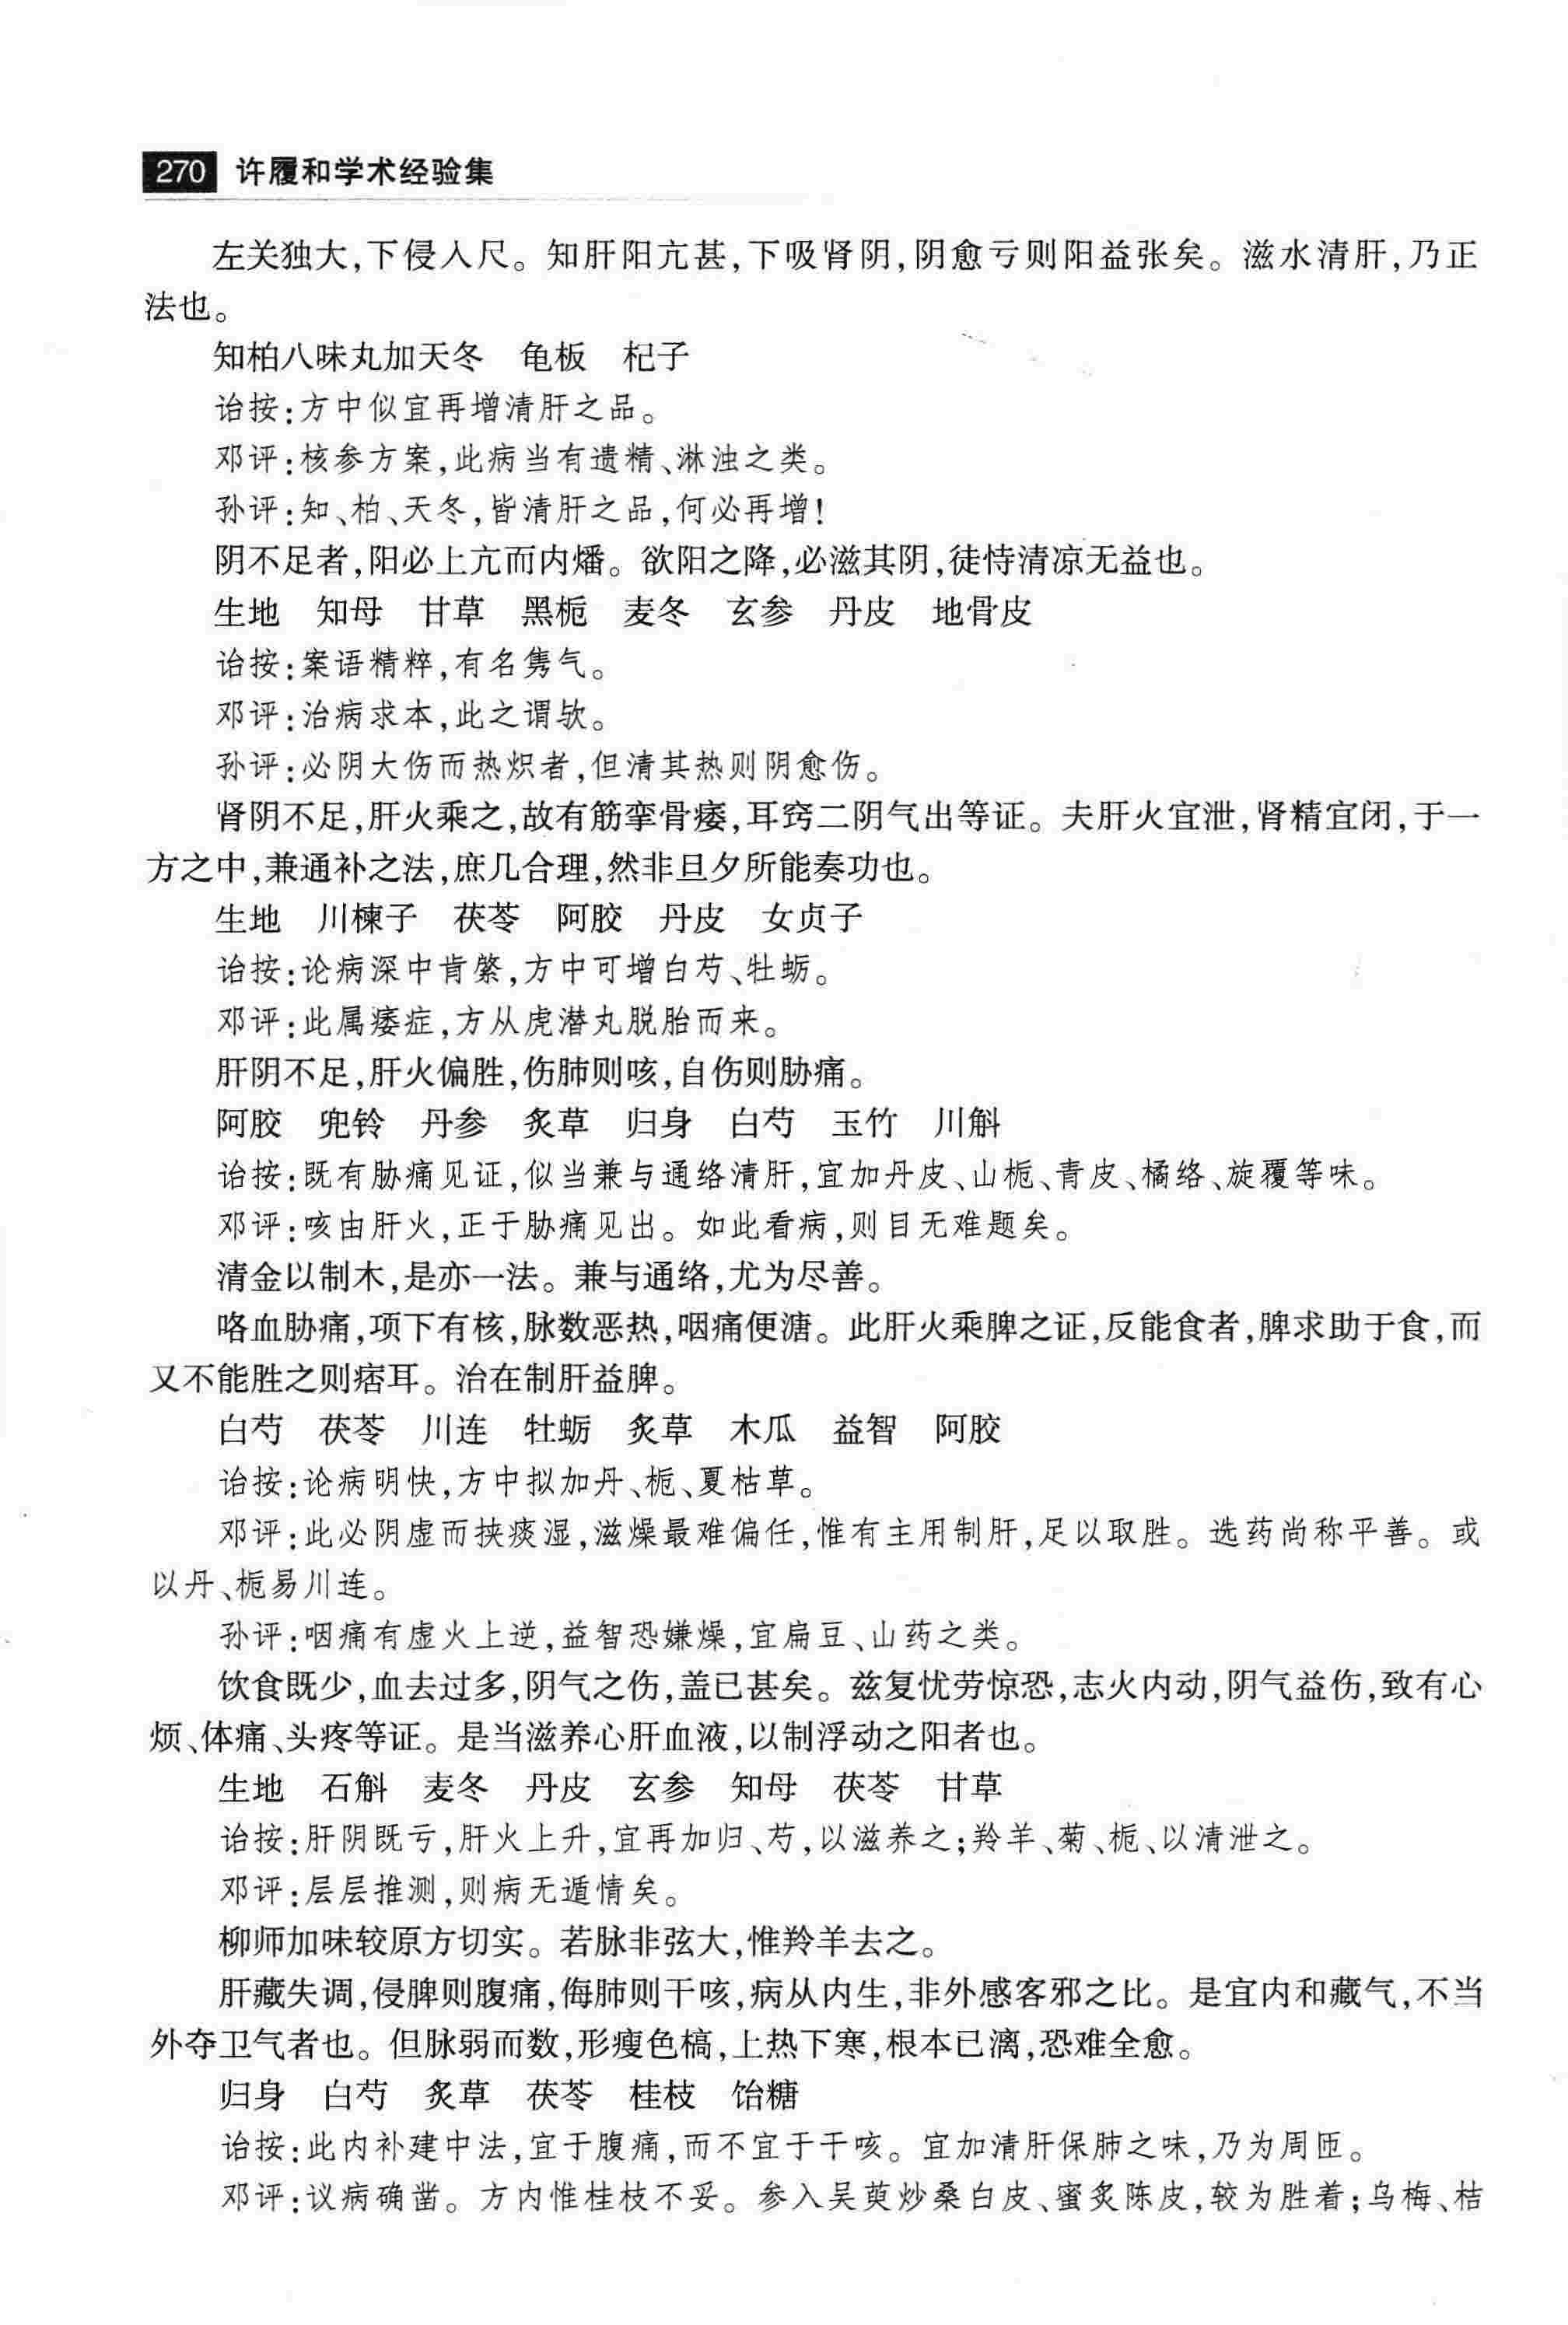 270 许履和学术经验集
左关独大,下侵入尺。知肝阳亢甚,下吸肾阴,阴愈亏则阳益张矣。滋水清肝,乃正
法也。
知柏八味丸加天冬 龟板 杞子
诒按:方中似宜再增清肝之品。
邓评:核参方案,此病当有遗精、淋浊之类。
孙评:知、柏、天冬,皆清肝之品,何必再增!
阴不足者,阳必上亢而内燔。欲阳之降,必滋其阴,徒恃清凉无益也。
生地 知母 甘草 黑栀 麦冬 玄参 丹皮 地骨皮
诒按:案语精粹,有名隽气。
邓评:治病求本,此之谓欤。
孙评:必阴大伤而热炽者,但清其热则阴愈伤。
肾阴不足,肝火乘之,故有筋挛骨痿,耳窍二阴气出等证。夫肝火宜泄,肾精宜闭,于一
方之中,兼通补之法,庶几合理,然非旦夕所能奏功也。
生地 川楝子 茯苓 阿胶 丹皮 女贞子
诒按:论病深中肯綮,方中可增白芍、牡蛎。
邓评:此属痿症,方从虎潜丸脱胎而来。
肝阴不足,肝火偏胜,伤肺则咳,自伤则胁痛。
阿胶 兜铃 丹参 炙草 归身 白芍 玉竹 川斛
诒按:既有胁痛见证,似当兼与通络清肝,宜加丹皮、山栀、青皮、橘络、旋覆等味。
邓评:咳由肝火,正于胁痛见出。如此看病,则目无难题矣。
清金以制木,是亦一法。兼与通络,尤为尽善。
咯血胁痛,项下有核,脉数恶热,咽痛便溏。此肝火乘脾之证,反能食者,脾求助于食,而
又不能胜之则痞耳。治在制肝益脾。
白芍 茯苓 川连 牡蛎 炙草 木瓜 益智 阿胶
诒按:论病明快,方中拟加丹、栀、夏枯草。
邓评:此必阴虚而挟痰湿,滋燥最难偏任,惟有主用制肝,足以取胜。选药尚称平善。或
以丹、栀易川连。
孙评:咽痛有虚火上逆,益智恐嫌燥,宜扁豆、山药之类。
饮食既少,血去过多,阴气之伤,盖已甚矣。兹复忧劳惊恐,志火内动,阴气益伤,致有心
烦、体痛、头疼等证。是当滋养心肝血液,以制浮动之阳者也。
生地 石斛 麦冬 丹皮 玄参 知母 茯苓 甘草
诒按:肝阴既亏,肝火上升,宜再加归、芍,以滋养之;羚羊、菊、栀、以清泄之。
邓评:层层推测,则病无遁情矣。
柳师加味较原方切实。若脉非弦大,惟羚羊去之。
肝藏失调,侵脾则腹痛,侮肺则干咳,病从内生,非外感客邪之比。是宜内和藏气,不当
外夺卫气者也。但脉弱而数,形瘦色槁,上热下寒,根本已漓,恐难全愈。
归身 白芍 炙草 茯苓 桂枝 饴糖
诒按:此内补建中法,宜于腹痛,而不宜于干咳。宜加清肝保肺之味,乃为周匝。
邓评:议病确凿。方内惟桂枝不妥。参入吴萸炒桑白皮、蜜炙陈皮,较为胜着;乌梅、桔